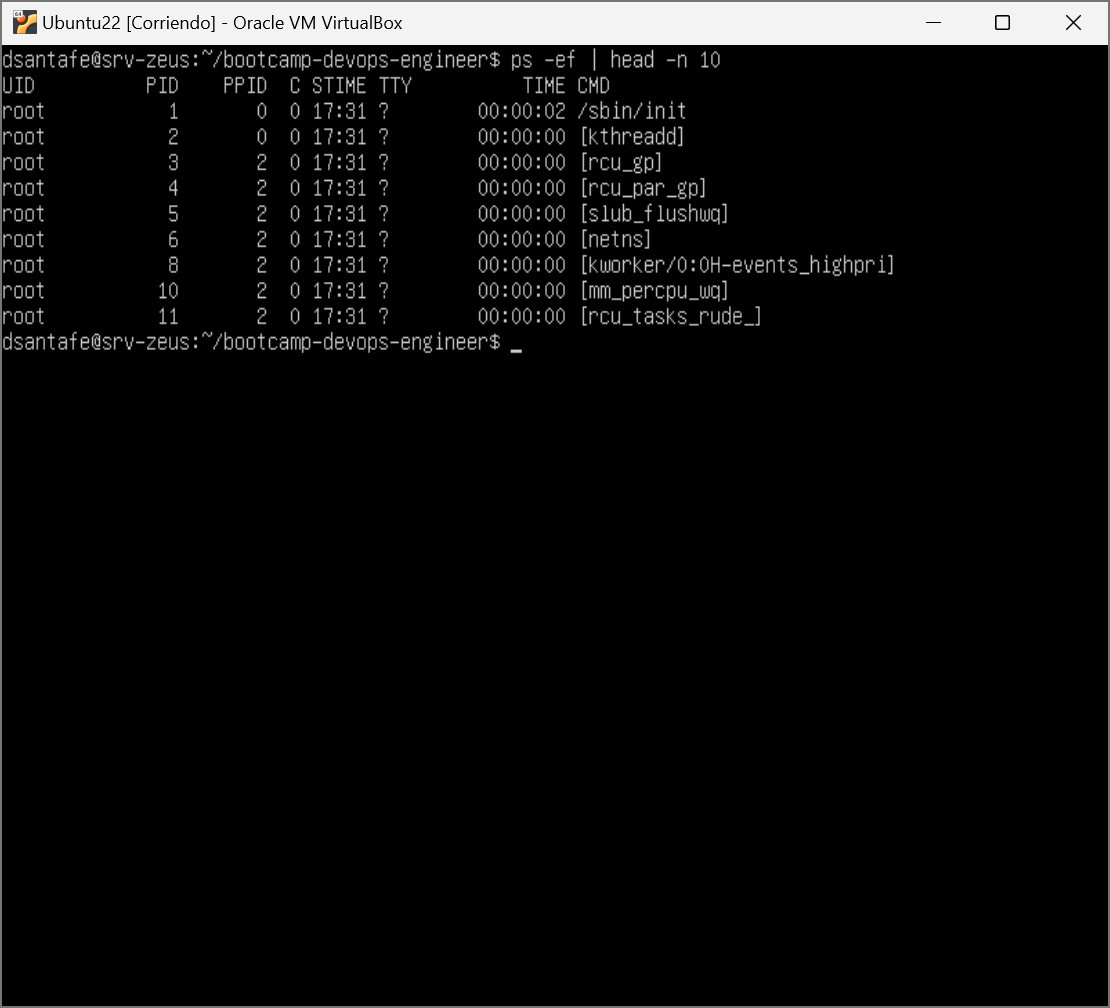 Ubuntu22 [Corriendo] - Oracle VM VirtualBox
dsantafe@srv-zeus:~/bootcamp-devops-engineer$ ps -ef | head -n 10
UID          PID    PPID  C STIME TTY          TIME CMD
root           1       0  0 17:31 ?        00:00:02 /sbin/init
root           2       0  0 17:31 ?        00:00:00 [kthreadd]
root           3       2  0 17:31 ?        00:00:00 [rcu_gp]
root           4       2  0 17:31 ?        00:00:00 [rcu_par_gp]
root           5       2  0 17:31 ?        00:00:00 [slub_flushwq]
root           6       2  0 17:31 ?        00:00:00 [netns]
root           8       2  0 17:31 ?        00:00:00 [kworker/0:0H-events_highpri]
root          10       2  0 17:31 ?        00:00:00 [mm_percpu_wq]
root          11       2  0 17:31 ?        00:00:00 [rcu_tasks_rude_]
dsantafe@srv-zeus:~/bootcamp-devops-engineer$ _